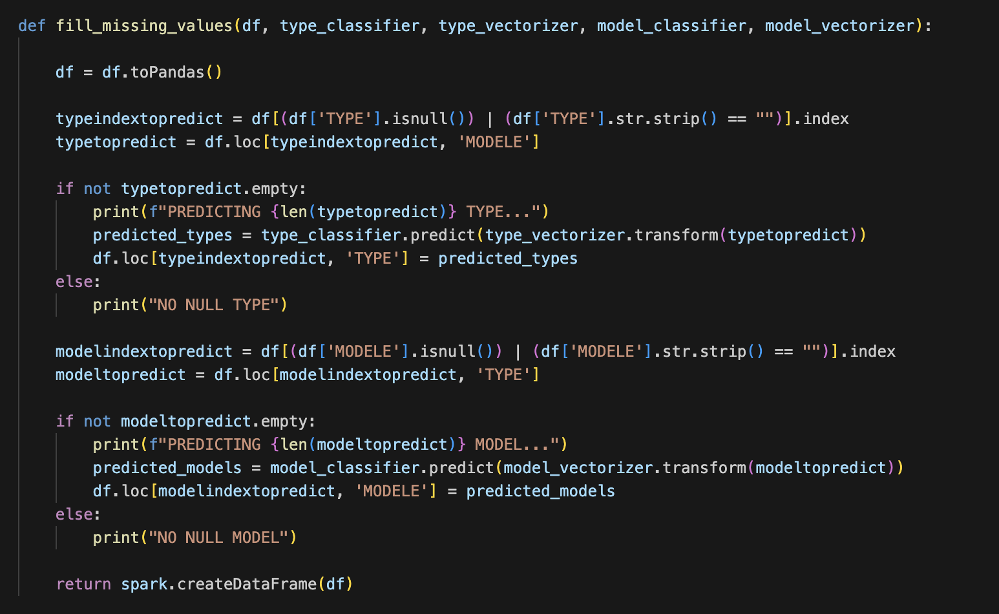 def fill_missing_values(df, type_classifier, type_vectorizer, model_classifier, model_vectorizer):
df = df.toPandas()
typeindextopredict = df[(df['TYPE'].isnull()) | (df['TYPE'].str.strip() == "")].index
typetopredict = df.loc[typeindextopredict, 'MODELE']
if not typetopredict.empty:
print(f"PREDICTING {len(typetopredict)} TYPE...")
predicted_types = type_classifier.predict(type_vectorizer.transform(typetopredict))
df.loc[typeindextopredict, 'TYPE'] = predicted_types
else:
print("NO NULL TYPE")
modelindextopredict = df[(df['MODELE'].isnull()) | (df['MODELE'].str.strip() == "")].index
modeltopredict = df.loc[modelindextopredict, 'TYPE']
if not modeltopredict.empty:
print(f"PREDICTING {len(modeltopredict)} MODEL...")
predicted_models = model_classifier.predict(model_vectorizer.transform(modeltopredict))
df.loc[modelindextopredict, 'MODELE'] = predicted_models
else:
print("NO NULL MODEL")
return spark.createDataFrame(df)